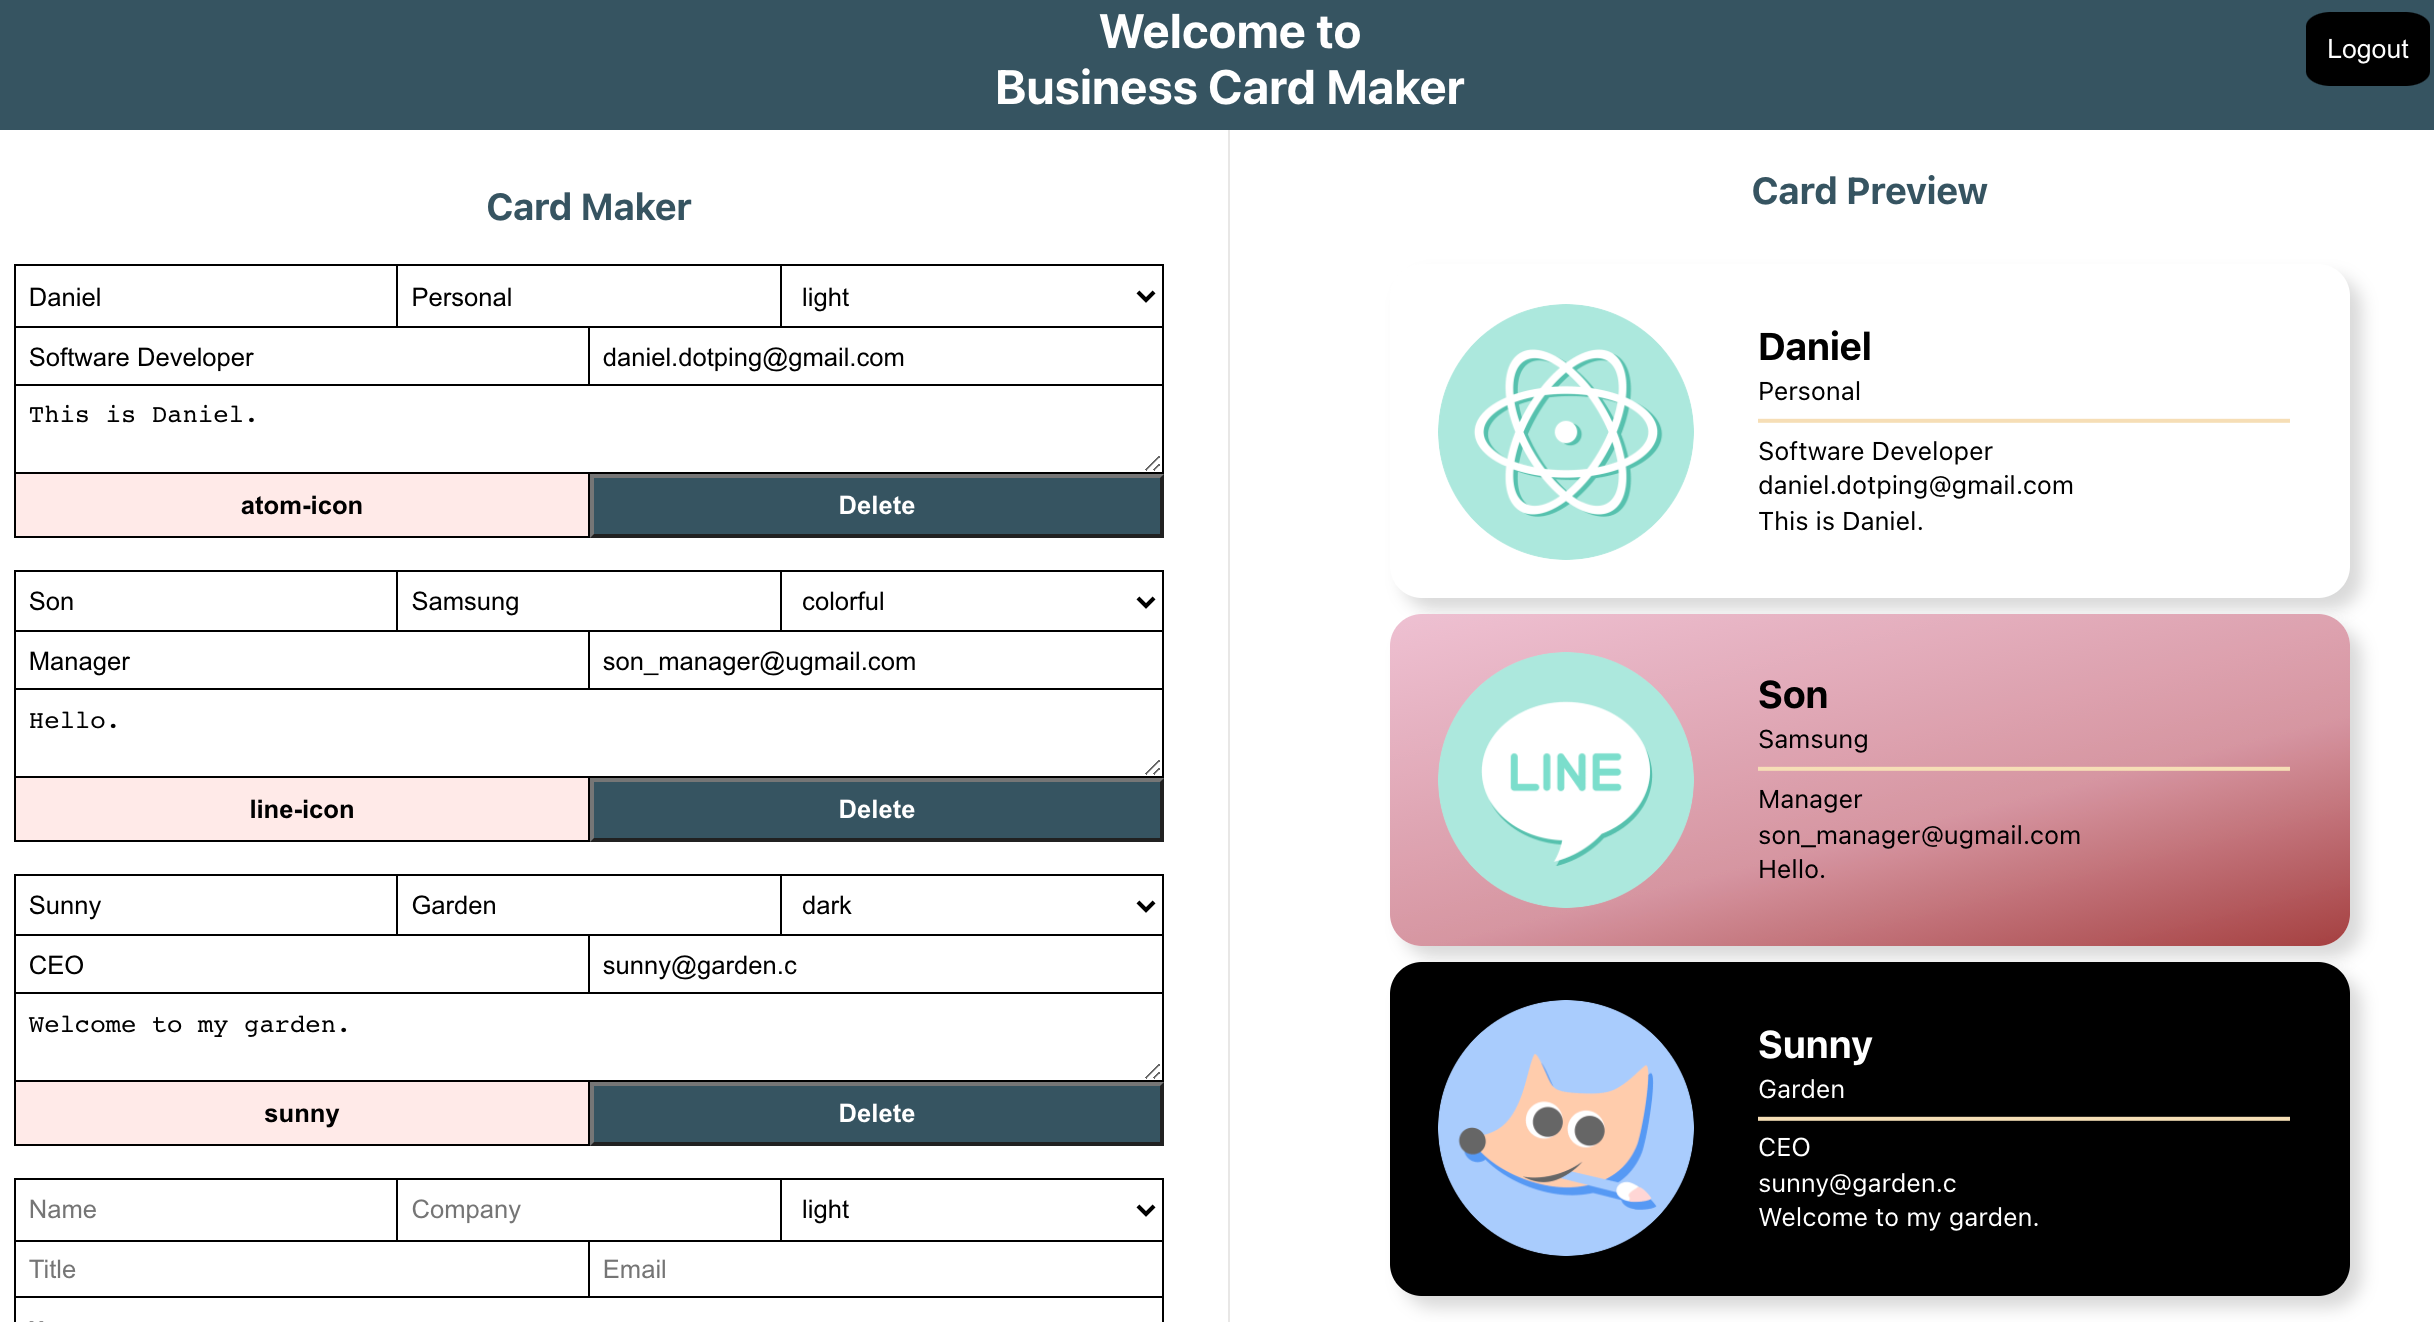 Welcome to
Business Card Maker
Logout
Card Maker
Daniel
Personal
light
Software Developer
daniel.dotping@gmail.com
This is Daniel.
atom-icon
Delete
Son
Samsung
colorful
Manager
son_manager@ugmail.com
Hello.
line-icon
Delete
Sunny
Garden
dark
CEO
sunny@garden.c
Welcome to my garden.
sunny
Delete
Name
Company
light
Title
Email
Card Preview
Daniel
Personal
Software Developer
daniel.dotping@gmail.com
This is Daniel.
LINE
Son
Samsung
Manager
son_manager@ugmail.com
Hello.
Sunny
Garden
CEO
sunny@garden.c
Welcome to my garden.